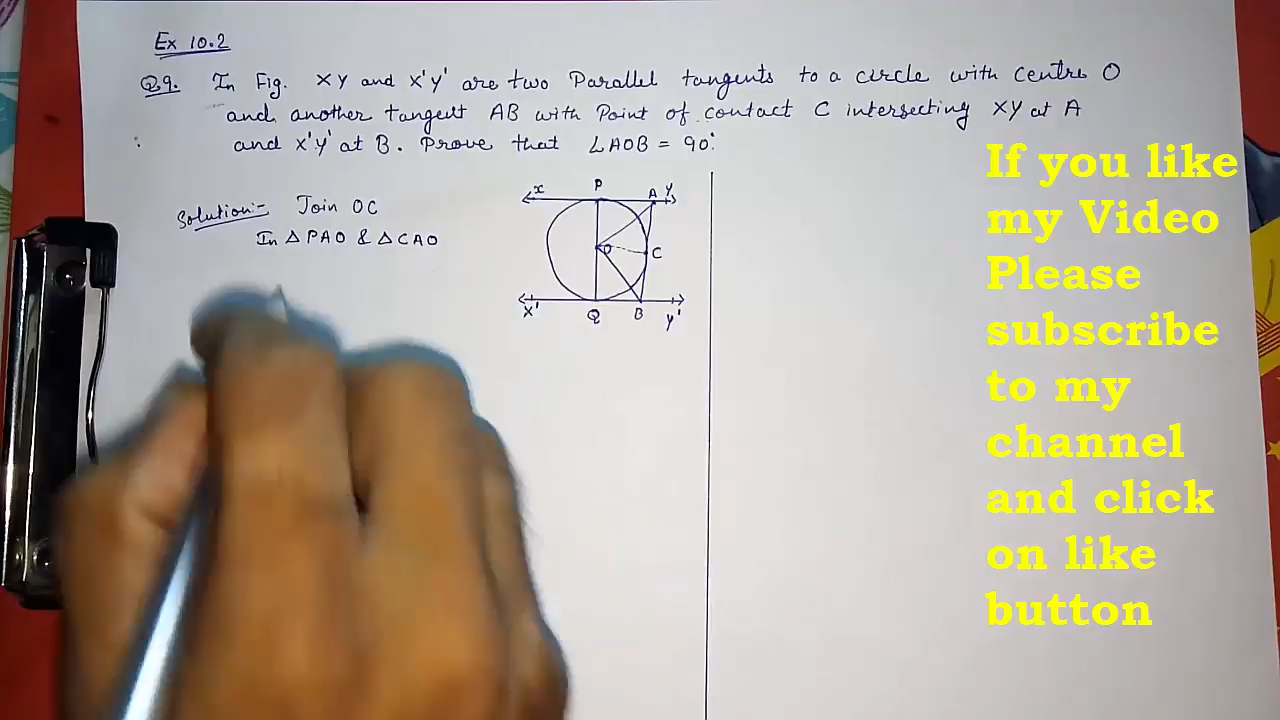 Ex 10.2
Q9. In Fig. XY and X'Y' are two Parallel tangents to a circle with centre O
and another tangent AB with Point of contact C intersecting XY at A
and X'Y' at B. Prove that ∠AOB = 90°.
Solution:- Join OC
In △PAO & △CAO
x P A y
O C
X' Q B Y'
If you like
my Video
Please
subscribe
to my
channel
and click
on like
button